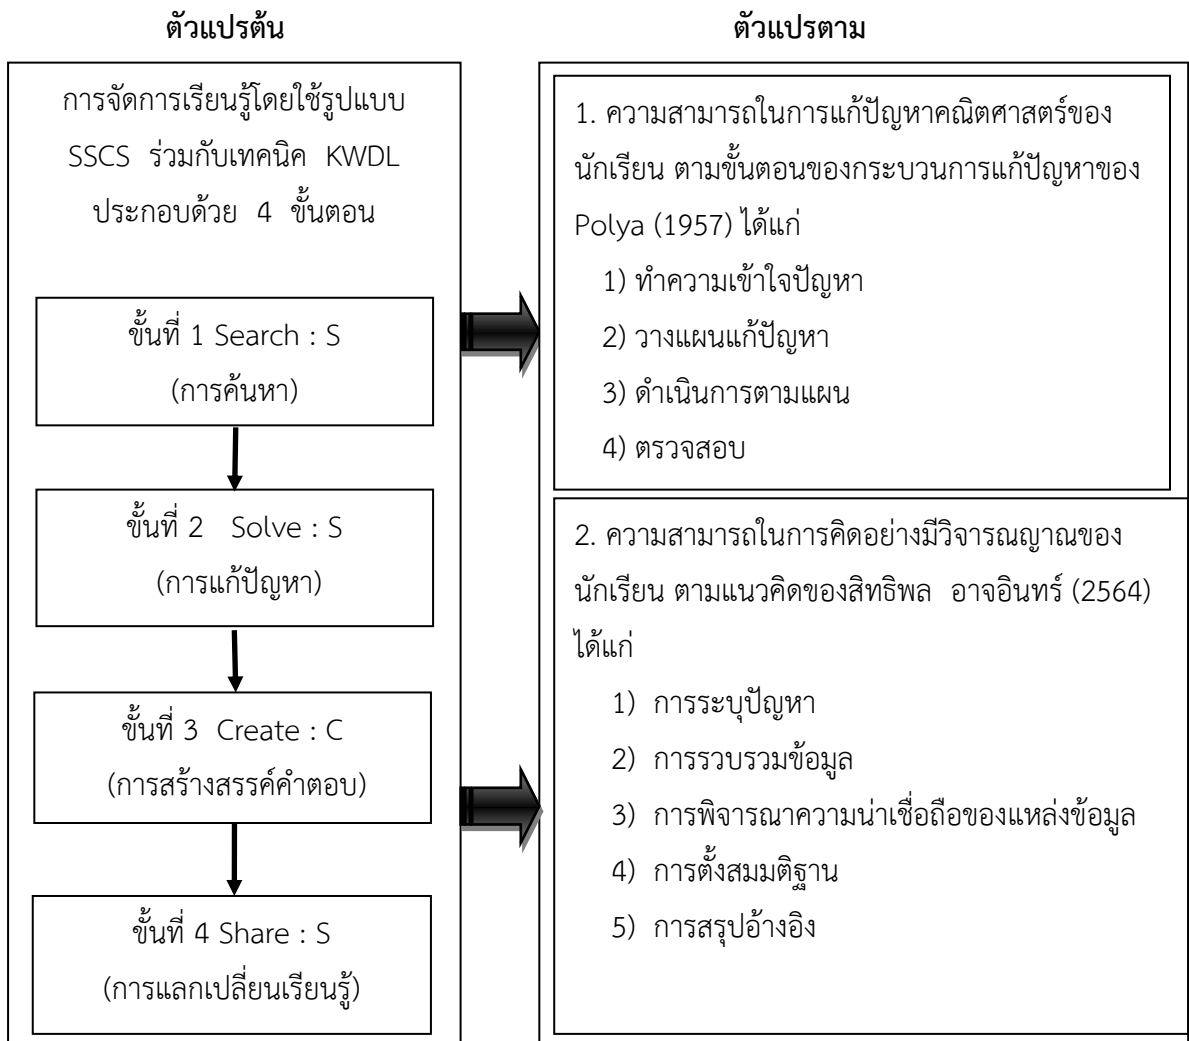 ตัวแปรต้น
ตัวแปรตาม
การจัดการเรียนรู้โดยใช้รูปแบบ
SSCS ร่วมกับเทคนิค KWDL
ประกอบด้วย 4 ขั้นตอน
ขั้นที่ 1 Search : S
(การค้นหา)
ขั้นที่ 2 Solve : S
(การแก้ปัญหา)
ขั้นที่ 3 Create : C
(การสร้างสรรค์คำตอบ)
ขั้นที่ 4 Share : S
(การแลกเปลี่ยนเรียนรู้)
1. ความสามารถในการแก้ปัญหาคณิตศาสตร์ของ
นักเรียน ตามขั้นตอนของกระบวนการแก้ปัญหาของ
Polya (1957) ได้แก่
1) ทำความเข้าใจปัญหา
2) วางแผนแก้ปัญหา
3) ดำเนินการตามแผน
4) ตรวจสอบ
2. ความสามารถในการคิดอย่างมีวิจารณญาณของ
นักเรียน ตามแนวคิดของสิทธิพล อาจอินทร์ (2564)
ได้แก่
1) การระบุปัญหา
2) การรวบรวมข้อมูล
3) การพิจารณาความน่าเชื่อถือของแหล่งข้อมูล
4) การตั้งสมมติฐาน
5) การสรุปอ้างอิง